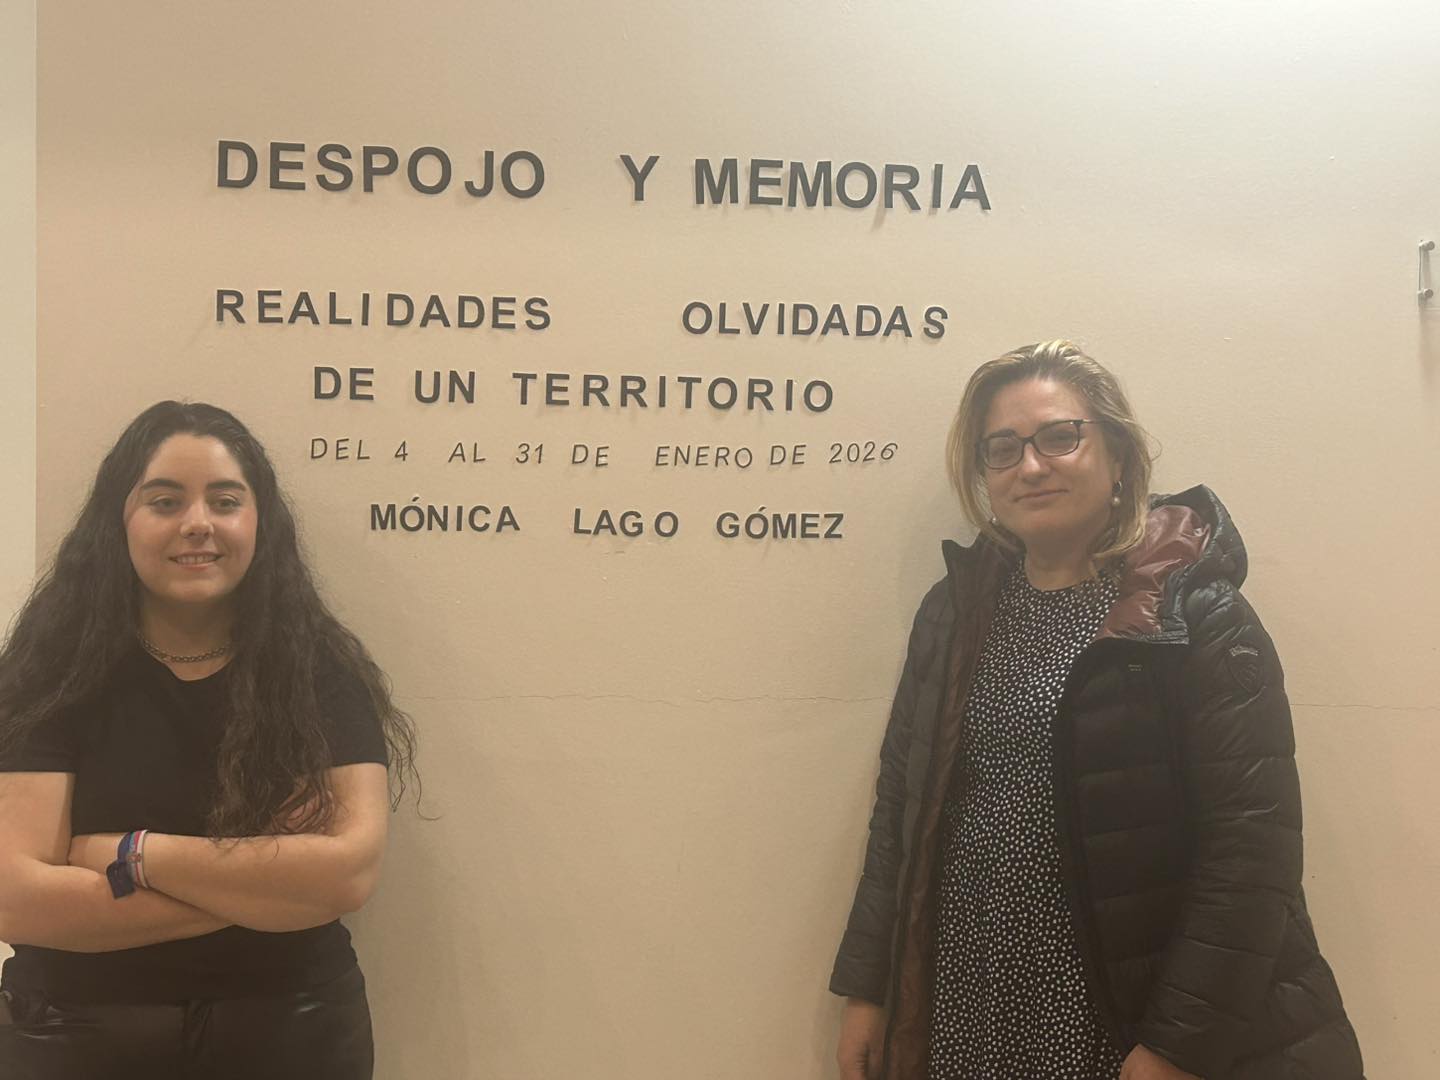 DESPOJO Y MEMORIA
REALIDADES OLVIDADAS
DE UN TERRITORIO
DEL 4 AL 31 DE ENERO DE 2026
MÓNICA LAGO GÓMEZ